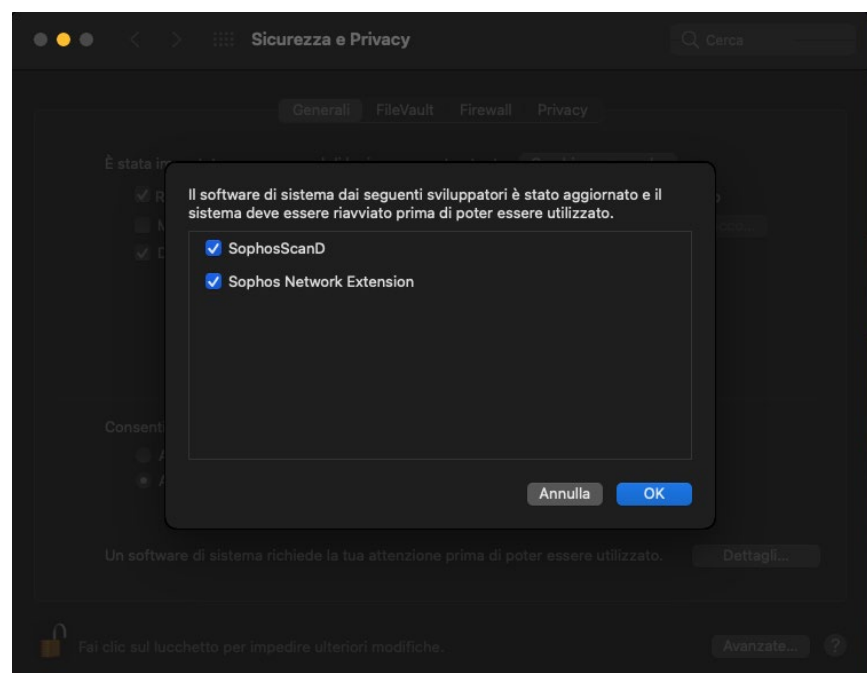 Sicurezza e Privacy
Cerca
Generali FileVault Firewall Privacy
È stata
Il software di sistema dai seguenti sviluppatori è stato aggiornato e il
sistema deve essere riavviato prima di poter essere utilizzato.
SophosScanD
Sophos Network Extension
Consenti
Annulla OK
Un software di sistema richiede la tua attenzione prima di poter essere utilizzato. Dettagli...
Fai clic sul lucchetto per impedire ulteriori modifiche. Avanzate... ?